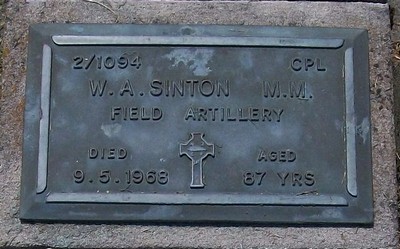 2/1094 CPL
W. A. SINTON M.M.
FIELD ARTILLERY
DIED AGED
9.5.1968 87 YRS